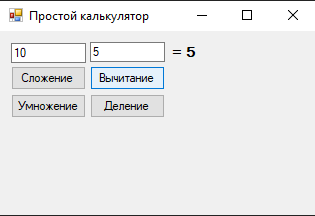 Простой калькулятор
10 5 = 5
Сложение Вычитание
Умножение Деление